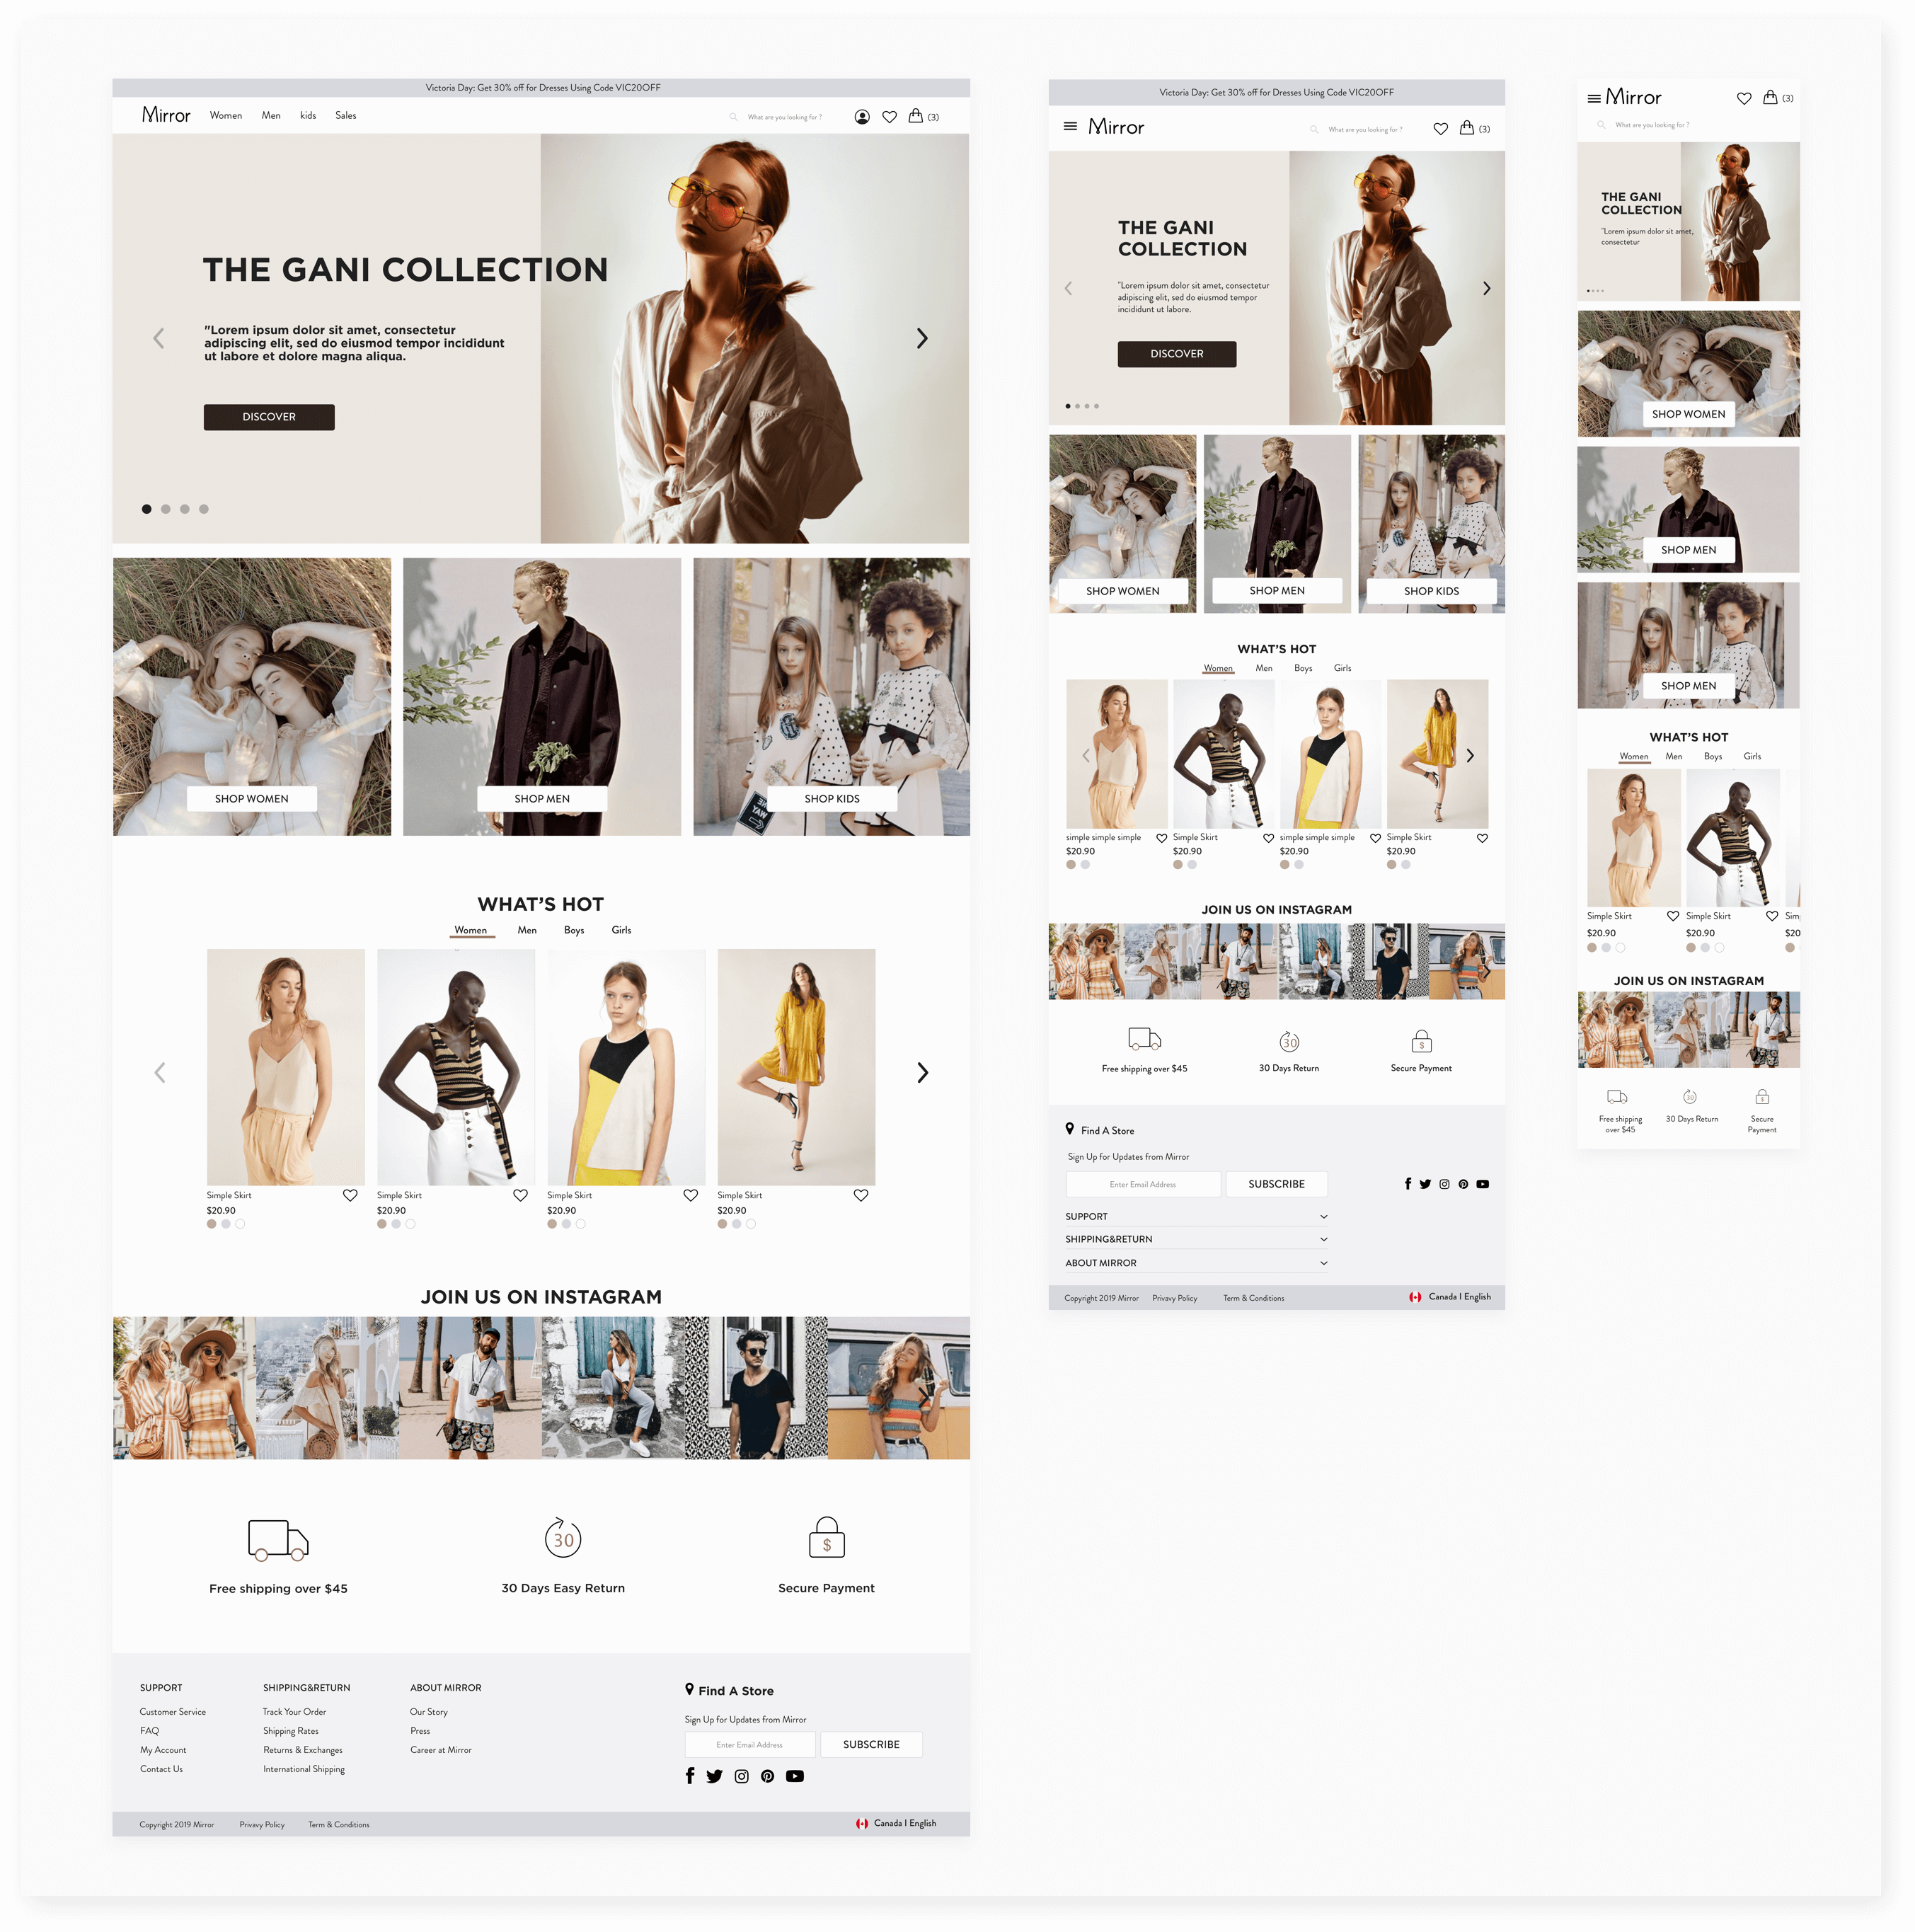 Victoria Day: Get 30% off for Dresses Using Code VIC20OFF
Mirror Women Men kids Sales What are you looking for ? (3)
THE GANI COLLECTION
"Lorem ipsum dolor sit amet, consectetur
adipiscing elit, sed do eiusmod tempor incididunt
ut labore et dolore magna aliqua.
DISCOVER
SHOP WOMEN SHOP MEN SHOP KIDS
WHAT'S HOT
Women Men Boys Girls
Simple Skirt Simple Skirt Simple Skirt Simple Skirt
$20.90 $20.90 $20.90 $20.90
JOIN US ON INSTAGRAM
30 $
Free shipping over $45 30 Days Easy Return Secure Payment
SUPPORT SHIPPING&RETURN ABOUT MIRROR Find A Store
Customer Service Track Your Order Our Story Sign Up for Updates from Mirror
FAQ Shipping Rates Press
My Account Returns & Exchanges Career at Mirror Enter Email Address SUBSCRIBE
Contact Us International Shipping
Copyright 2019 Mirror Privavy Policy Term & Conditions Canada I English
Victoria Day: Get 30% off for Dresses Using Code VIC20OFF
Mirror What are you looking for ? (3)
THE GANI
COLLECTION
"Lorem ipsum dolor sit amet, consectetur
adipiscing elit, sed do eiusmod tempor
incididunt ut labore.
DISCOVER
SHOP WOMEN SHOP MEN SHOP KIDS
WHAT'S HOT
Women Men Boys Girls
simple simple simple Simple Skirt simple simple simple Simple Skirt
$20.90 $20.90 $20.90 $20.90
JOIN US ON INSTAGRAM
30 $
Free shipping over $45 30 Days Return Secure Payment
Find A Store
Sign Up for Updates from Mirror
Enter Email Address SUBSCRIBE
SUPPORT
SHIPPING&RETURN
ABOUT MIRROR
Copyright 2019 Mirror Privavy Policy Term & Conditions Canada I English
Mirror (3)
What are you looking for ?
THE GANI
COLLECTION
"Lorem ipsum dolor sit amet,
consectetur
SHOP WOMEN
SHOP MEN
SHOP MEN
WHAT'S HOT
Women Men Boys Girls
Simple Skirt Simple Skirt Sim
$20.90 $20.90 $20
JOIN US ON INSTAGRAM
30 $
Free shipping 30 Days Return Secure
over $45 Payment